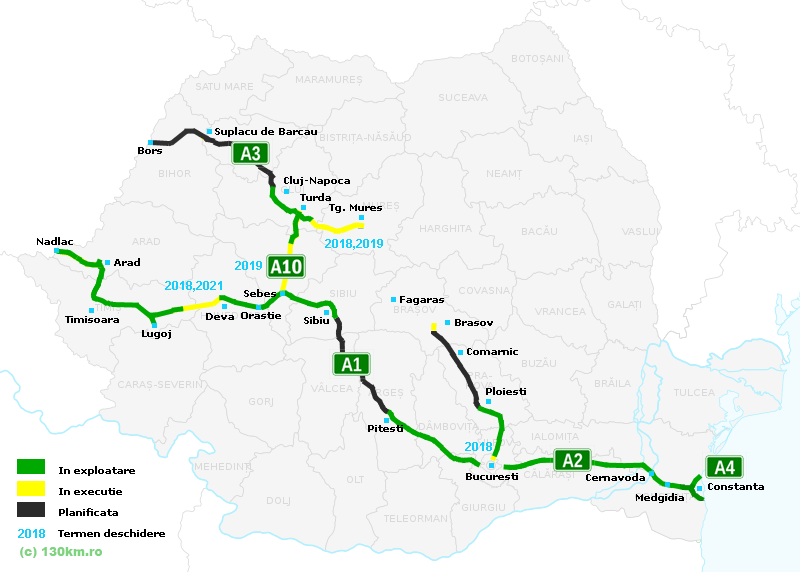 BOTOȘANI
MARAMUREȘ
SATU MARE
SUCEAVA
Suplacu de Barcau
BISTRIȚA-NĂSĂUD
IAȘI
Bors
A3
BIHOR
NEAMȚ
Cluj-Napoca
Turda
Tg. Mures
HARGHITA
BACĂU
VASLUI
Nadlac
ARAD
2018,2019
Arad
2019
A10
2018,2021
Sebeș
SIBIU
COVASNA
Fagaras
BRAȘOV
GALAȚI
Timisoara
Deva
Orastie
Sibiu
VRANCEA
Brasov
Lugoj
Comarnic
A1
BUZĂU
CARAȘ-SEVERIN
VÂLCEA
BRĂILA
TULCEA
GORJ
Ploiesti
Pitesti
DÂMBOVIȚA
IALOMIȚA
2018
A2
MEHEDINȚI
In exploatare
Bucuresti
CĂLĂRAȘI
Cernavoda
A4
OLT
Constanta
In executie
Medgidia
DOLJ
GIURGIU
Planificata
TELEORMAN
2018 Termen deschidere
(c) 130km.ro